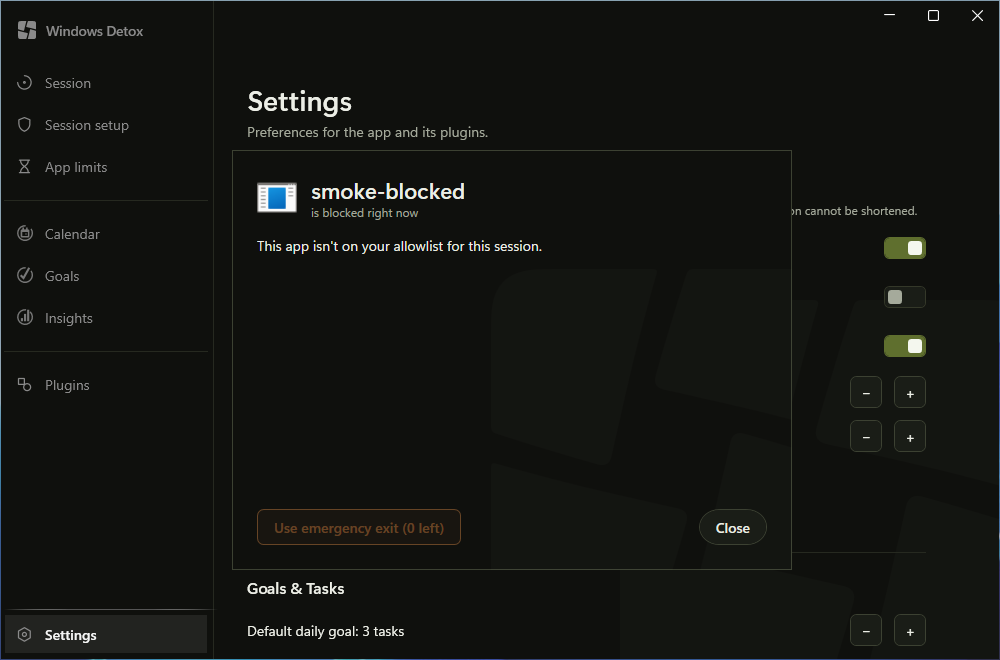 Windows Detox
Session
Session setup
App limits
Calendar
Goals
Insights
Plugins
Settings
Settings
Preferences for the app and its plugins.
cannot be shortened.
smoke-blocked
is blocked right now
This app isn't on your allowlist for this session.
Use emergency exit (0 left)
Close
− +
− +
Goals & Tasks
Default daily goal: 3 tasks
− +